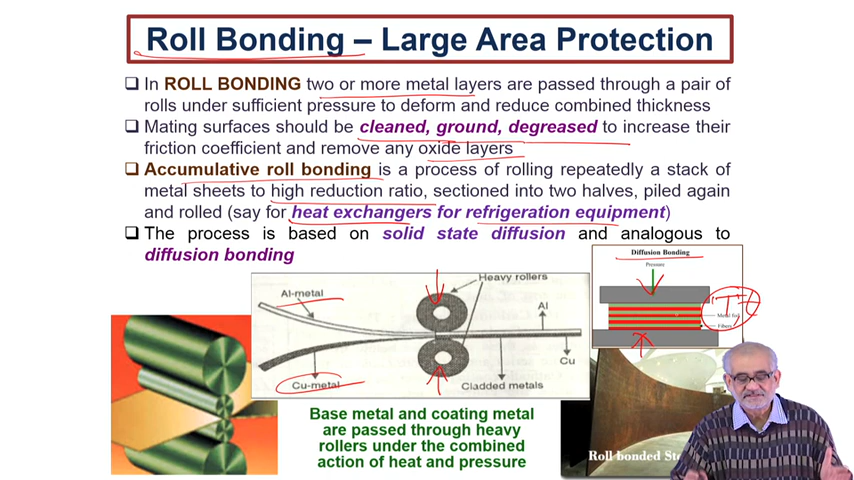 Roll Bonding – Large Area Protection
❑ In ROLL BONDING two or more metal layers are passed through a pair of
rolls under sufficient pressure to deform and reduce combined thickness
❑ Mating surfaces should be cleaned, ground, degreased to increase their
friction coefficient and remove any oxide layers
❑ Accumulative roll bonding is a process of rolling repeatedly a stack of
metal sheets to high reduction ratio, sectioned into two halves, piled again
and rolled (say for heat exchangers for refrigeration equipment)
❑ The process is based on solid state diffusion and analogous to
diffusion bonding
Diffusion Bonding
Pressure
Metal foil
Fibers
Heavy rollers
Al-metal
Al
Cu-metal
Cladded metals
Cu
Base metal and coating metal
are passed through heavy
rollers under the combined
action of heat and pressure
Roll bonded